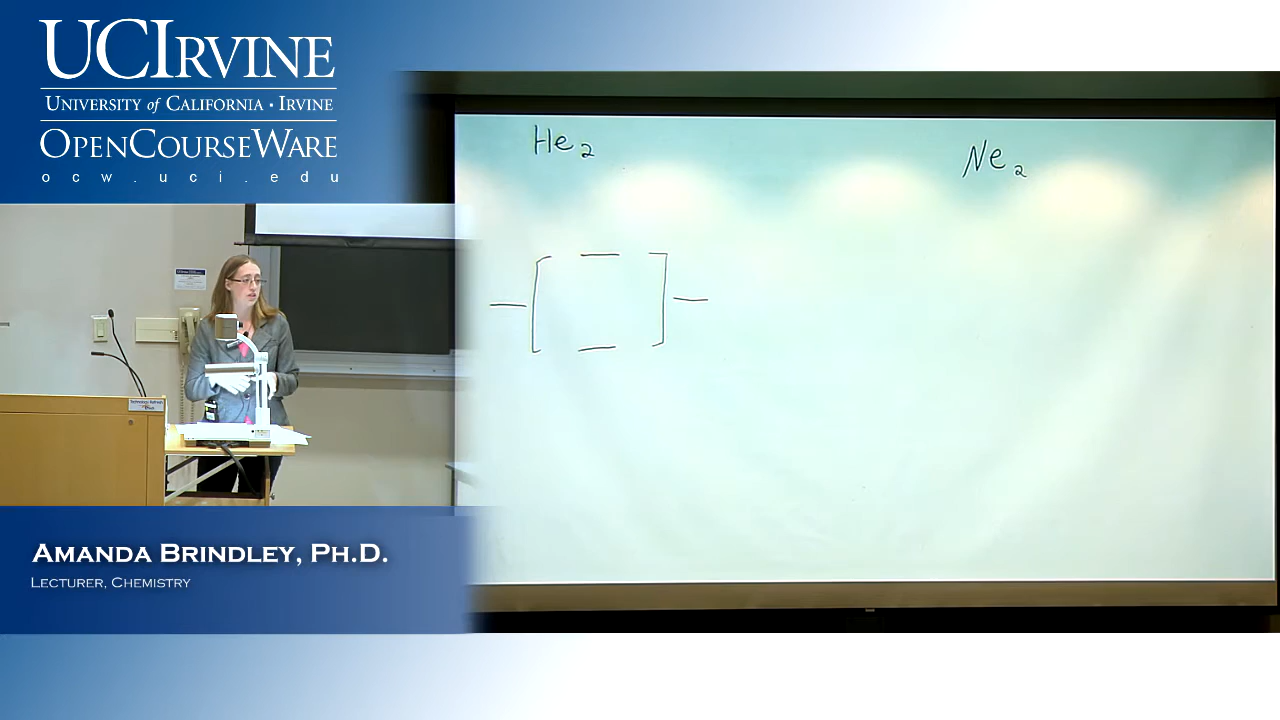 UCIRVINE
UNIVERSITY of CALIFORNIA · IRVINE
OPENCOURSEWARE
ocw.uci.edu
He2
Ne2
AMANDA BRINDLEY, PH.D.
LECTURER, CHEMISTRY